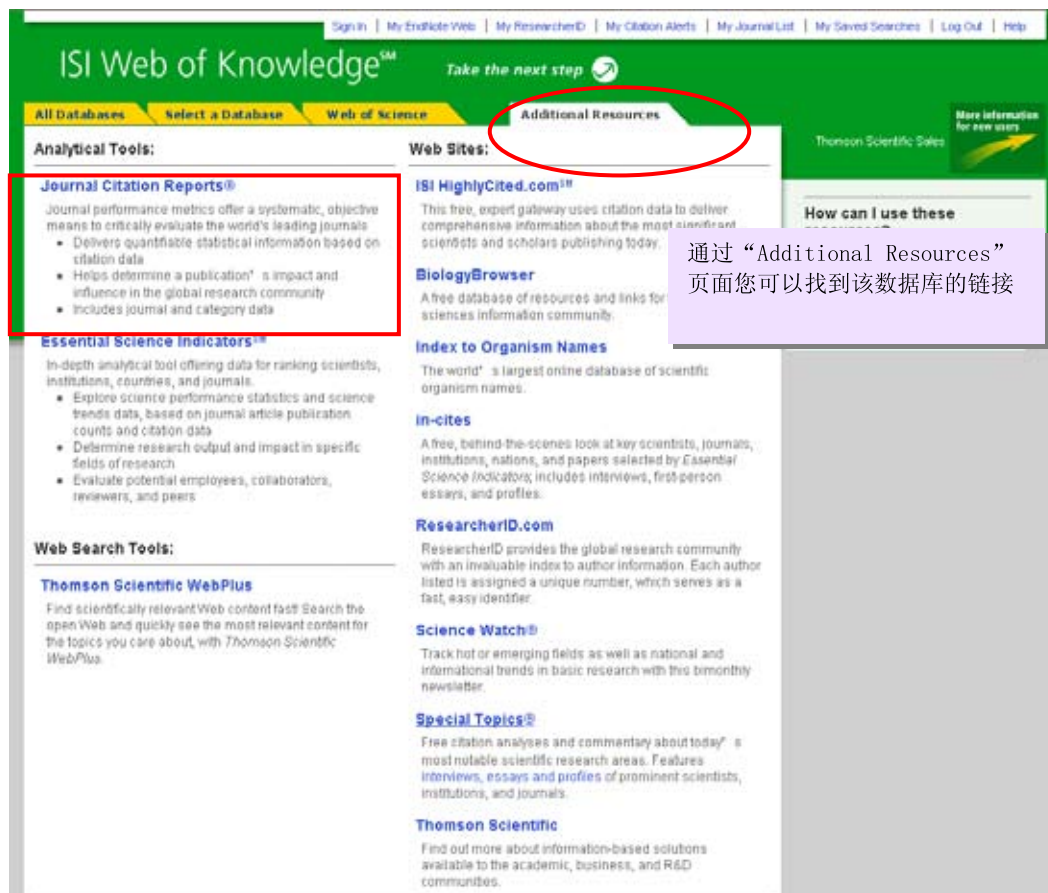 Sign In | My EndNote Web | My ResearcherID | My Citation Alerts | My Journal List | My Saved Searches | Log Out | Help
ISI Web of Knowledge℠ Take the next step
All Databases Select a Database Web of Science Additional Resources
Thomson Scientific Sales
More information
for new users
Analytical Tools:
Journal Citation Reports®
Journal performance metrics offer a systematic, objective
means to critically evaluate the world's leading journals
• Delivers quantifiable statistical information based on
citation data
• Helps determine a publication" s impact and
influence in the global research community
• Includes journal and category data
Essential Science Indicators℠
In-depth analytical tool offering data for ranking scientists,
institutions, countries, and journals.
• Explore science performance statistics and science
trends data, based on journal article publication
counts and citation data
• Determine research output and impact in specific
fields of research
• Evaluate potential employees, collaborators,
reviewers, and peers
Web Search Tools:
Thomson Scientific WebPlus
Find scientifically relevant Web content fast! Search the
open Web and quickly see the most relevant content for
the topics you care about, with Thomson Scientific
WebPlus.
Web Sites:
ISI HighlyCited.com℠
This free, expert gateway uses citation data to deliver
comprehensive information about the most significant
scientists and scholars publishing today.
BiologyBrowser
A free database of resources and links for
sciences information community.
Index to Organism Names
The world" s largest online database of scientific
organism names.
in-cites
A free, behind-the-scenes look at key scientists, journals,
institutions, nations, and papers selected by Essential
Science Indicators; includes interviews, first-person
essays, and profiles.
ResearcherID.com
ResearcherID provides the global research community
with an invaluable index to author information. Each author
listed is assigned a unique number, which serves as a
fast, easy identifier.
Science Watch®
Track hot or emerging fields as well as national and
international trends in basic research with this bimonthly
newsletter.
Special Topics®
Free citation analyses and commentary about today" s
most notable scientific research areas. Features
interviews, essays and profiles of prominent scientists,
institutions, and journals.
Thomson Scientific
Find out more about information-based solutions
available to the academic, business, and R&D
communities.
How can I use these
通过“Additional Resources”
页面您可以找到该数据库的链接